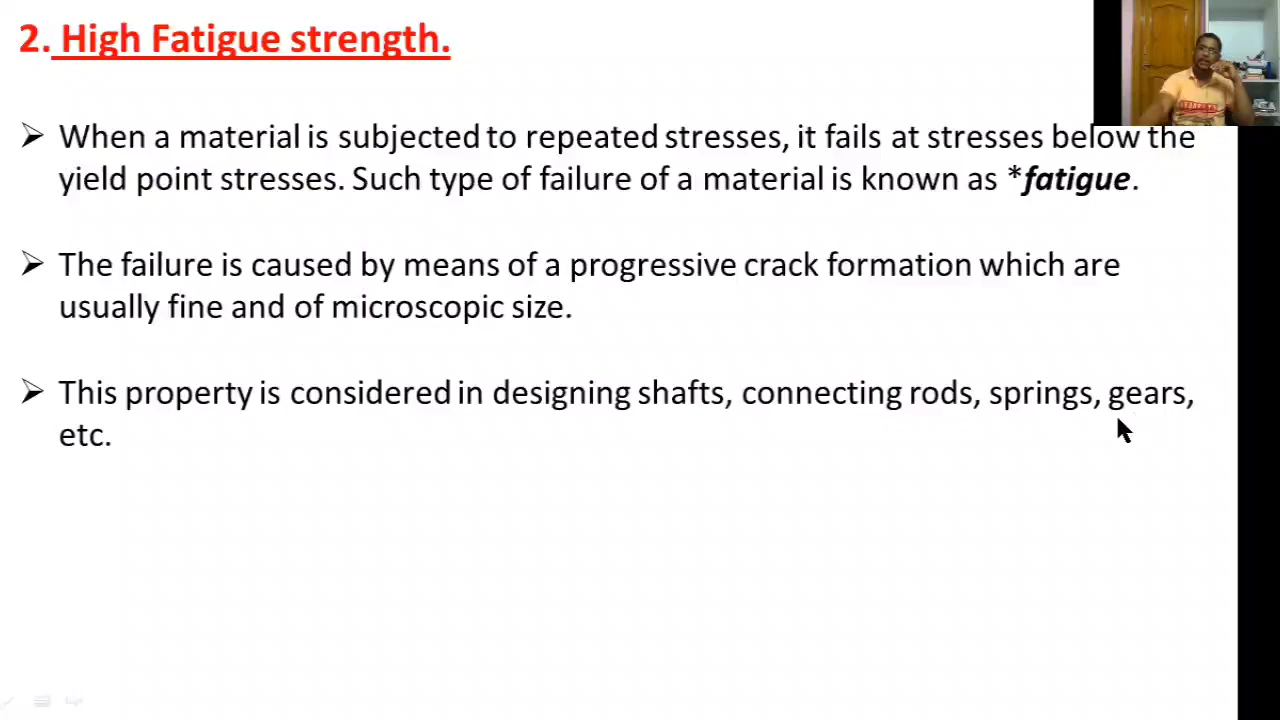 2. High Fatigue strength.
➢ When a material is subjected to repeated stresses, it fails at stresses below the
yield point stresses. Such type of failure of a material is known as *fatigue.
➢ The failure is caused by means of a progressive crack formation which are
usually fine and of microscopic size.
➢ This property is considered in designing shafts, connecting rods, springs, gears,
etc.